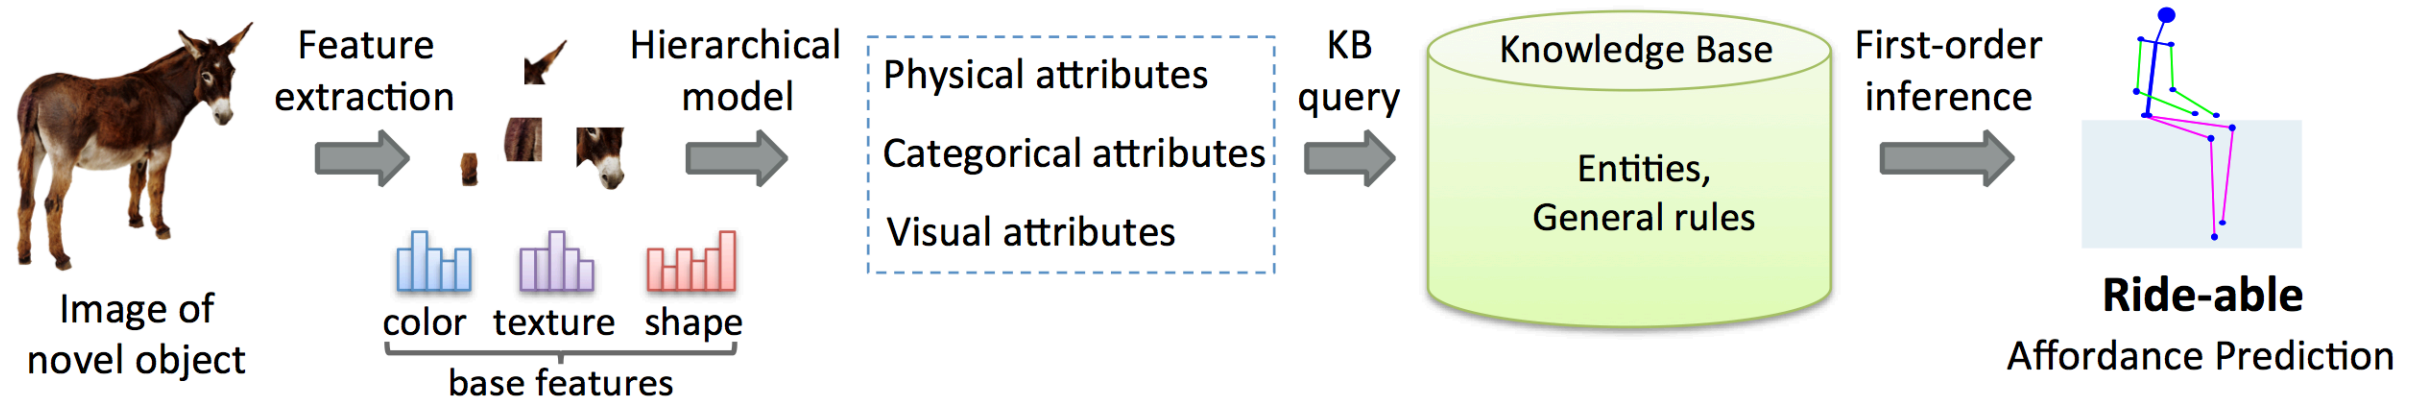 Image of
novel object
Feature
extraction
color texture shape
base features
Hierarchical
model
Physical attributes
Categorical attributes
Visual attributes
KB
query
Knowledge Base
Entities,
General rules
First-order
inference
Ride-able
Affordance Prediction